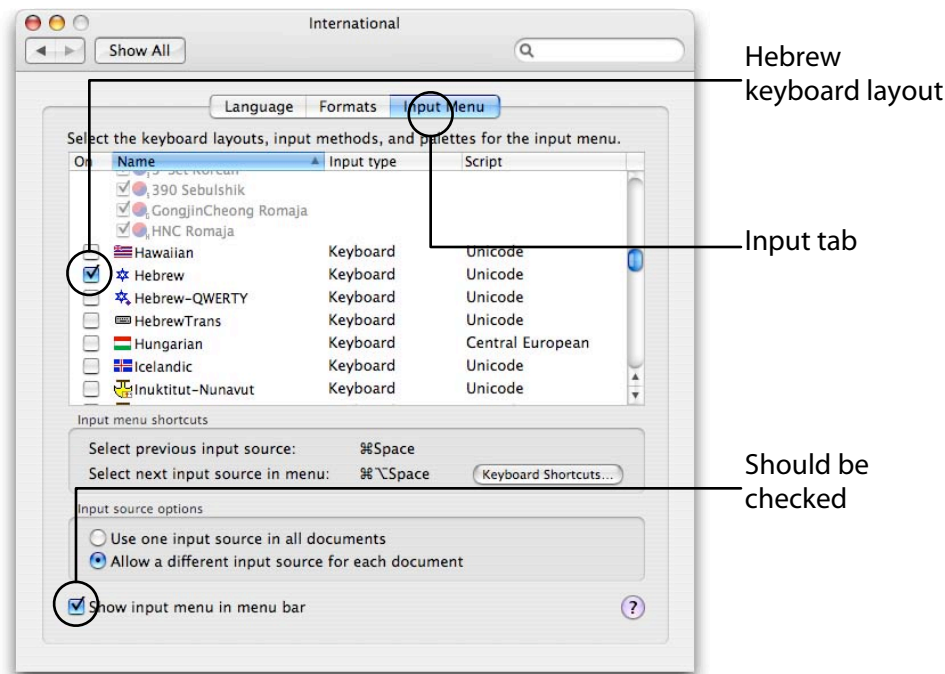 International
Show All
Hebrew
keyboard layout
Language Formats Input Menu
Select the keyboard layouts, input methods, and palettes for the input menu.
On Name Input type Script
3-Set Korean
390 Sebulshik
GongjinCheong Romaja
HNC Romaja
Hawaiian Keyboard Unicode
Hebrew Keyboard Unicode
Hebrew-QWERTY Keyboard Unicode
HebrewTrans Keyboard Unicode
Hungarian Keyboard Central European
Icelandic Keyboard Unicode
Inuktitut-Nunavut Keyboard Unicode
Input tab
Input menu shortcuts
Select previous input source: ⌘Space
Select next input source in menu: ⌘⌥Space Keyboard Shortcuts...
Should be
checked
Input source options
Use one input source in all documents
Allow a different input source for each document
Show input menu in menu bar ?